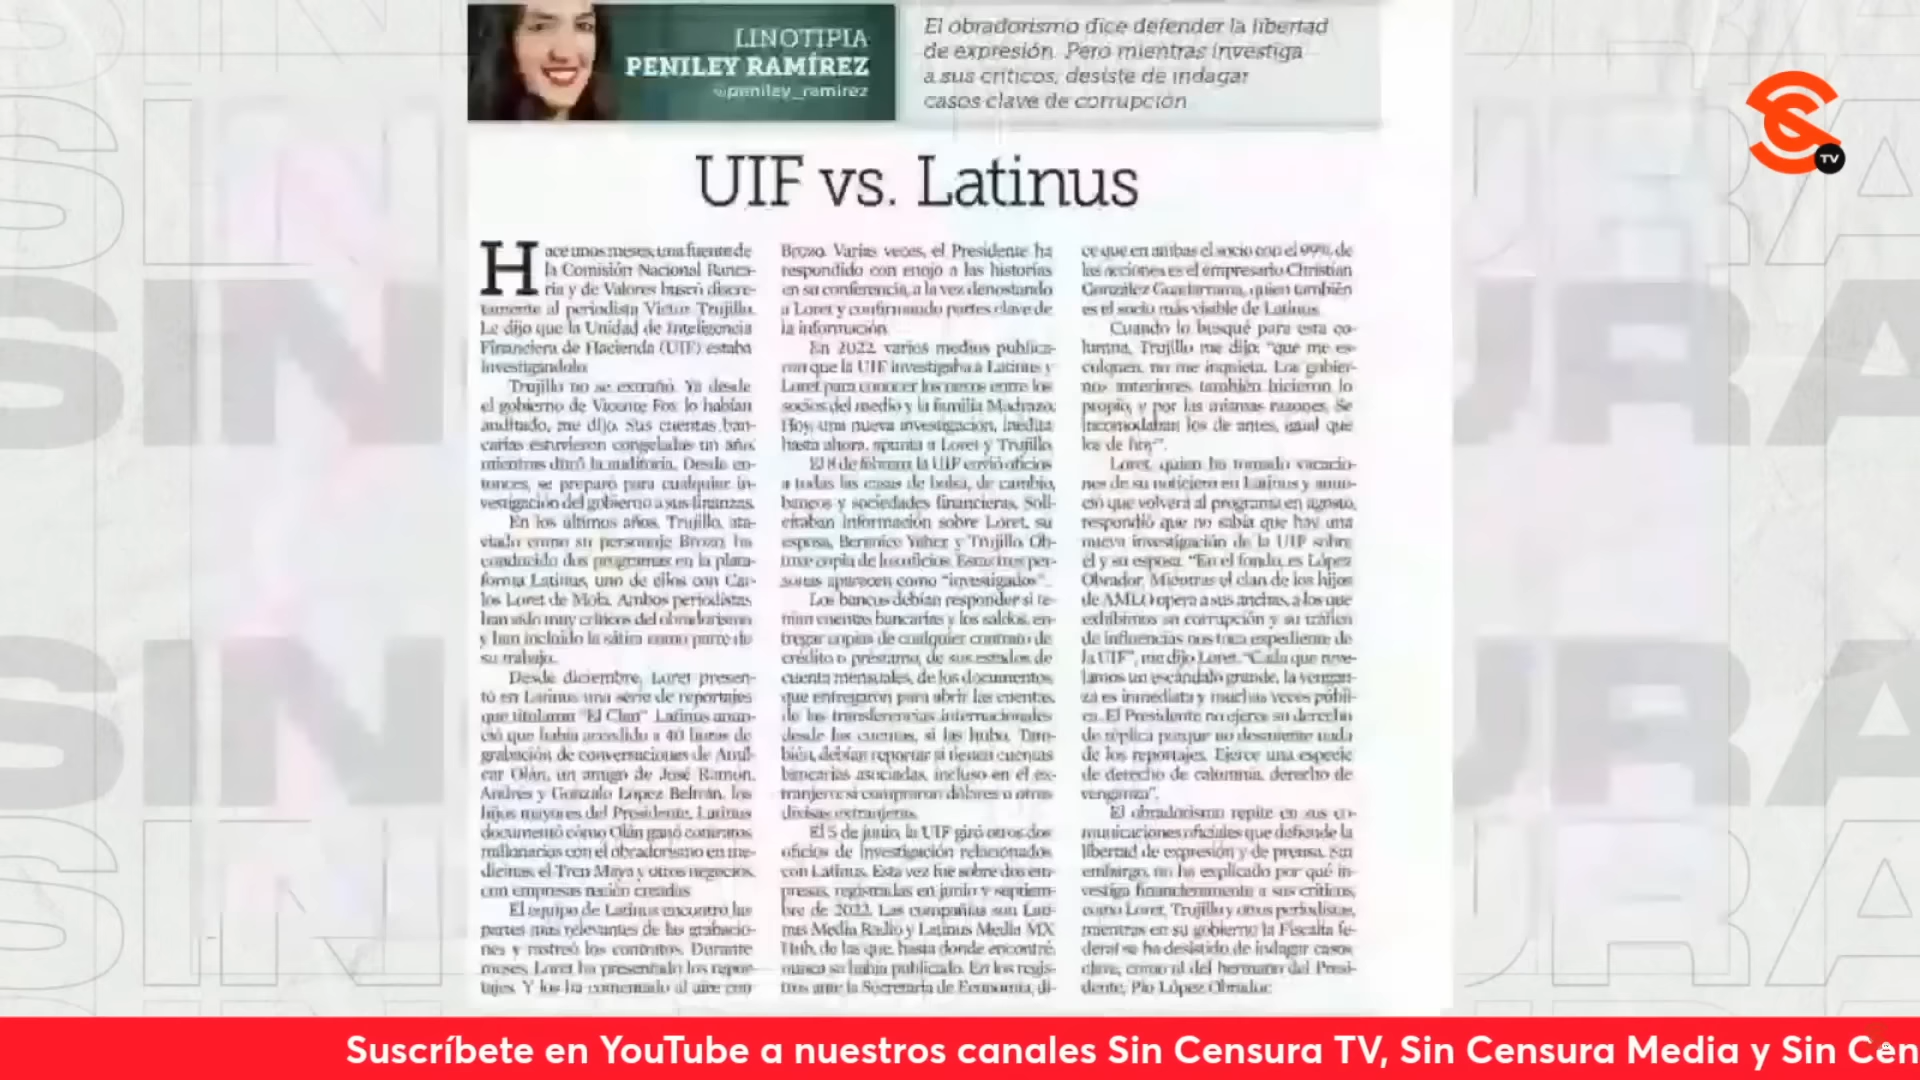 LINOTIPIA
PENILEY RAMÍREZ
@peniley_ramirez
El obradorismo dice defender la libertad
de expresión. Pero mientras investiga
a sus críticos, desiste de indagar
casos clave de corrupción
TV
UIF vs. Latinus
Hace unos meses, una fuente de
la Comisión Nacional Banca-
ria y de Valores buscó discre-
tamente al periodista Víctor Trujillo.
Le dijo que la Unidad de Inteligencia
Financiera de Hacienda (UIF) estaba
investigándolo.
Trujillo no se extrañó. Ya desde
el gobierno de Vicente Fox lo habían
auditado, me dijo. Sus cuentas ban-
carias estuvieron congeladas un año,
mientras duró la auditoría. Desde en-
tonces, se preparó para cualquier in-
vestigación del gobierno a sus finanzas.
En los últimos años, Trujillo, ata-
viado como su personaje Brozo, ha
conducido dos programas en la plata-
forma Latinus, uno de ellos con Car-
los Loret de Mola. Ambos periodistas
han sido muy críticos del obradorismo
y han incluido la sátira como parte de
su trabajo.
Desde diciembre, Loret presen-
tó en Latinus una serie de reportajes
que titularon "El Clan". Latinus anun-
ció que había accedido a 40 horas de
grabación de conversaciones de Amíl-
car Olán, un amigo de José Ramón,
Andrés y Gonzalo López Beltrán, los
hijos mayores del Presidente. Latinus
documentó cómo Olán ganó contratos
millonarios con el obradorismo en me-
dicinas, el Tren Maya y otros negocios,
con empresas recién creadas.
El equipo de Latinus encontró las
partes más relevantes de las grabacio-
nes y rastreó los contratos. Durante
meses, Loret ha presentado los repor-
tajes. Y los ha comentado al aire con
Brozo. Varias veces, el Presidente ha
respondido con enojo a las historias
en su conferencia, a la vez denostando
a Loret y confirmando partes clave de
la información.
En 2022, varios medios publica-
ron que la UIF investigaba a Latinus y
Loret para conocer los nexos entre los
socios del medio y la familia Madrazo.
Hoy, una nueva investigación, inédita
hasta ahora, apunta a Loret y Trujillo.
El 8 de febrero, la UIF envió oficios
a todas las casas de bolsa, de cambio,
bancos y sociedades financieras. Soli-
citaban información sobre Loret, su
esposa, Berenice Yaber y Trujillo. Ob-
tuve copia de los oficios. Estas tres per-
sonas aparecen como "investigados".
Los bancos debían responder si te-
nían cuentas bancarias y los saldos, en-
tregar copias de cualquier contrato de
crédito o préstamo, de sus estados de
cuenta mensuales, de los documentos
que entregaron para abrir las cuentas,
de las transferencias internacionales
desde las cuentas, si las hubo. Tam-
bién, debían reportar si tienen cuentas
bancarias asociadas, incluso en el ex-
tranjero, si compraron dólares u otras
divisas extranjeras.
El 5 de junio, la UIF giró otros dos
oficios de investigación relacionados
con Latinus. Esta vez fue sobre dos em-
presas, registradas en junio y septiem-
bre de 2022. Las compañías son Lati-
nus Media Radio y Latinus Media MX
Hub, de las que, hasta donde encontré,
nunca se había publicado. En los regis-
tros ante la Secretaría de Economía, di-
ce que en ambas el socio con el 99% de
las acciones es el empresario Christian
González Guadarrama, quien también
es el socio más visible de Latinus.
Cuando lo busqué para esta co-
lumna, Trujillo me dijo: "que me es-
culquen, no me inquieta. Los gobier-
nos anteriores también hicieron lo
propio, y por las mismas razones. Se
incomodaban los de antes, igual que
los de hoy".
Loret, quien ha tomado vacacio-
nes de su noticiero en Latinus y anun-
ció que volverá al programa en agosto,
respondió que no sabía que hay una
nueva investigación de la UIF sobre
él y su esposa. "En el fondo, es López
Obrador. Mientras el clan de los hijos
de AMLO opera a sus anchas, a los que
exhibimos su corrupción y su tráfico
de influencias nos toca expediente de
la UIF", me dijo Loret. "Cada que reve-
lamos un escándalo grande, la vengan-
za es inmediata y muchas veces públi-
ca. El Presidente no ejerce su derecho
de réplica porque no desmiente nada
de los reportajes. Ejerce una especie
de derecho de calumnia, derecho de
venganza".
El obradorismo repite en sus co-
municaciones oficiales que defiende la
libertad de expresión y de prensa. Sin
embargo, no ha explicado por qué in-
vestiga financieramente a sus críticos,
como Loret, Trujillo y otros periodistas,
mientras en su gobierno la Fiscalía fe-
deral se ha desistido de indagar casos
clave, como el del hermano del Presi-
dente, Pío López Obrador.
Suscríbete en YouTube a nuestros canales Sin Censura TV, Sin Censura Media y Sin Cen